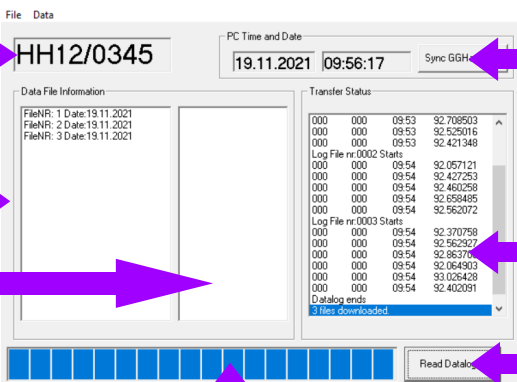 File Data
HH12/0345
PC Time and Date
19.11.2021 09:56:17
Sync GGH
Data File Information
FileNR: 1 Date:19.11.2021
FileNR: 2 Date:19.11.2021
FileNR: 3 Date:19.11.2021
Transfer Status
000 000 09:53 92.708503
000 000 09:53 92.525016
000 000 09:53 92.421348
Log File nr:0002 Starts
000 000 09:54 92.057121
000 000 09:54 92.427253
000 000 09:54 92.460258
000 000 09:54 92.658485
000 000 09:54 92.562072
Log File nr:0003 Starts
000 000 09:54 92.370758
000 000 09:54 92.562927
000 000 09:54
000 000 09:54 92.064903
000 000 09:54 93.026428
000 000 09:54 92.402091
Datalog ends
3 files downloaded.
Read Datalog